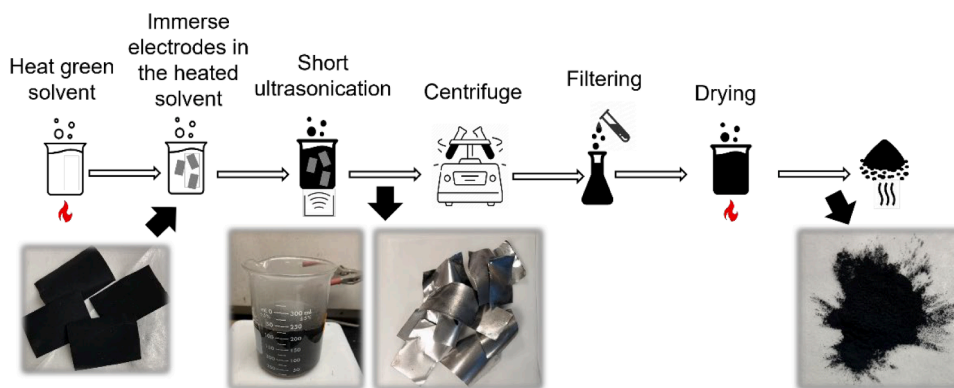 Heat green
solvent
Immerse
electrodes in
the heated
solvent
Short
ultrasonication
Centrifuge
Filtering
Drying